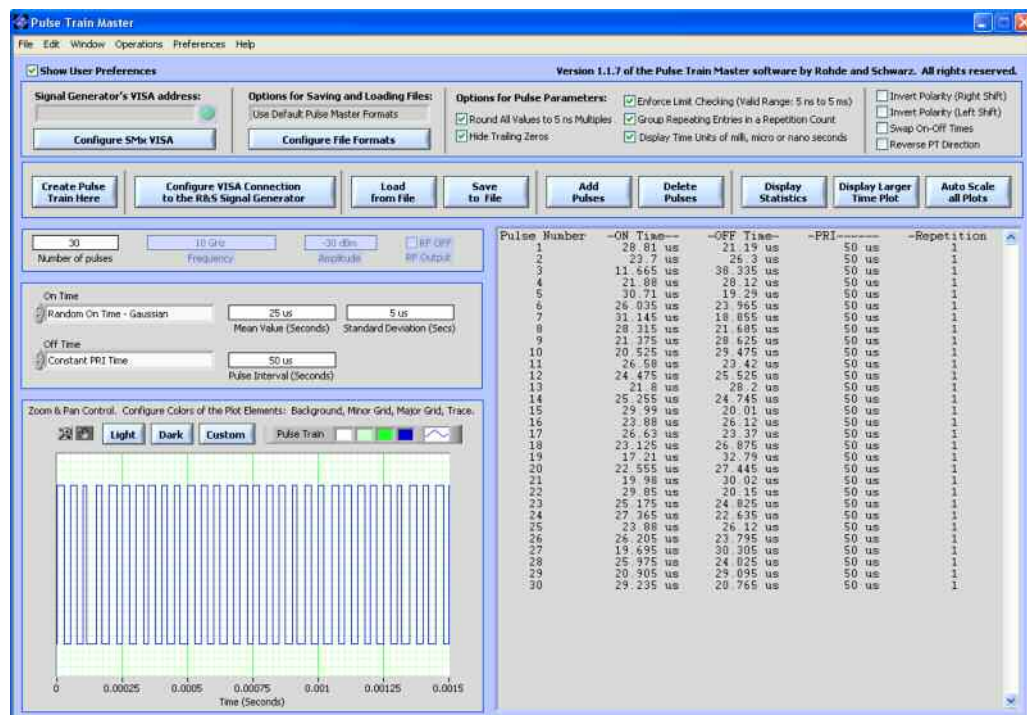 Pulse Train Master
File Edit Window Operations Preferences Help
Show User Preferences
Version 1.1.7 of the Pulse Train Master software by Rohde and Schwarz. All rights reserved.
Signal Generator's VISA address:
Configure SMx VISA
Options for Saving and Loading Files:
Use Default Pulse Master Formats
Configure File Formats
Options for Pulse Parameters:
Round All Values to 5 ns Multiples
Hide Trailing Zeros
Enforce Limit Checking (Valid Range: 5 ns to 5 ms)
Group Repeating Entries in a Repetition Count
Display Time Units of milli, micro or nano seconds
Invert Polarity (Right Shift)
Invert Polarity (Left Shift)
Swap On-Off Times
Reverse PT Direction
Create Pulse Train Here
Configure VISA Connection to the R&S Signal Generator
Load from File
Save to File
Add Pulses
Delete Pulses
Display Statistics
Display Larger Time Plot
Auto Scale all Plots
30 10 GHz -30 dBm RF OFF
Number of pulses Frequency Amplitude RF Output
On Time
Random On Time - Gaussian
25 us 5 us
Mean Value (Seconds) Standard Deviation (Secs)
Off Time
Constant PRI Time
50 us
Pulse Interval (Seconds)
Zoom & Pan Control. Configure Colors of the Plot Elements: Background, Minor Grid, Major Grid, Trace.
Light Dark Custom Pulse Train
0 0.00025 0.0005 0.00075 0.001 0.00125 0.0015
Time (Seconds)
Pulse Number -ON Time-- -OFF Time- -PRI------ -Repetition
1 28.81 us 21.19 us 50 us 1
2 23.7 us 26.3 us 50 us 1
3 11.665 us 38.335 us 50 us 1
4 21.88 us 28.12 us 50 us 1
5 30.71 us 19.29 us 50 us 1
6 26.035 us 23.965 us 50 us 1
7 31.145 us 18.855 us 50 us 1
8 28.315 us 21.685 us 50 us 1
9 21.375 us 28.625 us 50 us 1
10 20.525 us 29.475 us 50 us 1
11 26.58 us 23.42 us 50 us 1
12 24.475 us 25.525 us 50 us 1
13 21.8 us 28.2 us 50 us 1
14 25.255 us 24.745 us 50 us 1
15 29.99 us 20.01 us 50 us 1
16 23.88 us 26.12 us 50 us 1
17 26.63 us 23.37 us 50 us 1
18 23.125 us 26.875 us 50 us 1
19 17.21 us 32.79 us 50 us 1
20 22.555 us 27.445 us 50 us 1
21 19.98 us 30.02 us 50 us 1
22 29.85 us 20.15 us 50 us 1
23 25.175 us 24.825 us 50 us 1
24 27.365 us 22.635 us 50 us 1
25 23.88 us 26.12 us 50 us 1
26 26.205 us 23.795 us 50 us 1
27 19.695 us 30.305 us 50 us 1
28 25.975 us 24.025 us 50 us 1
29 20.905 us 29.095 us 50 us 1
30 29.235 us 20.765 us 50 us 1